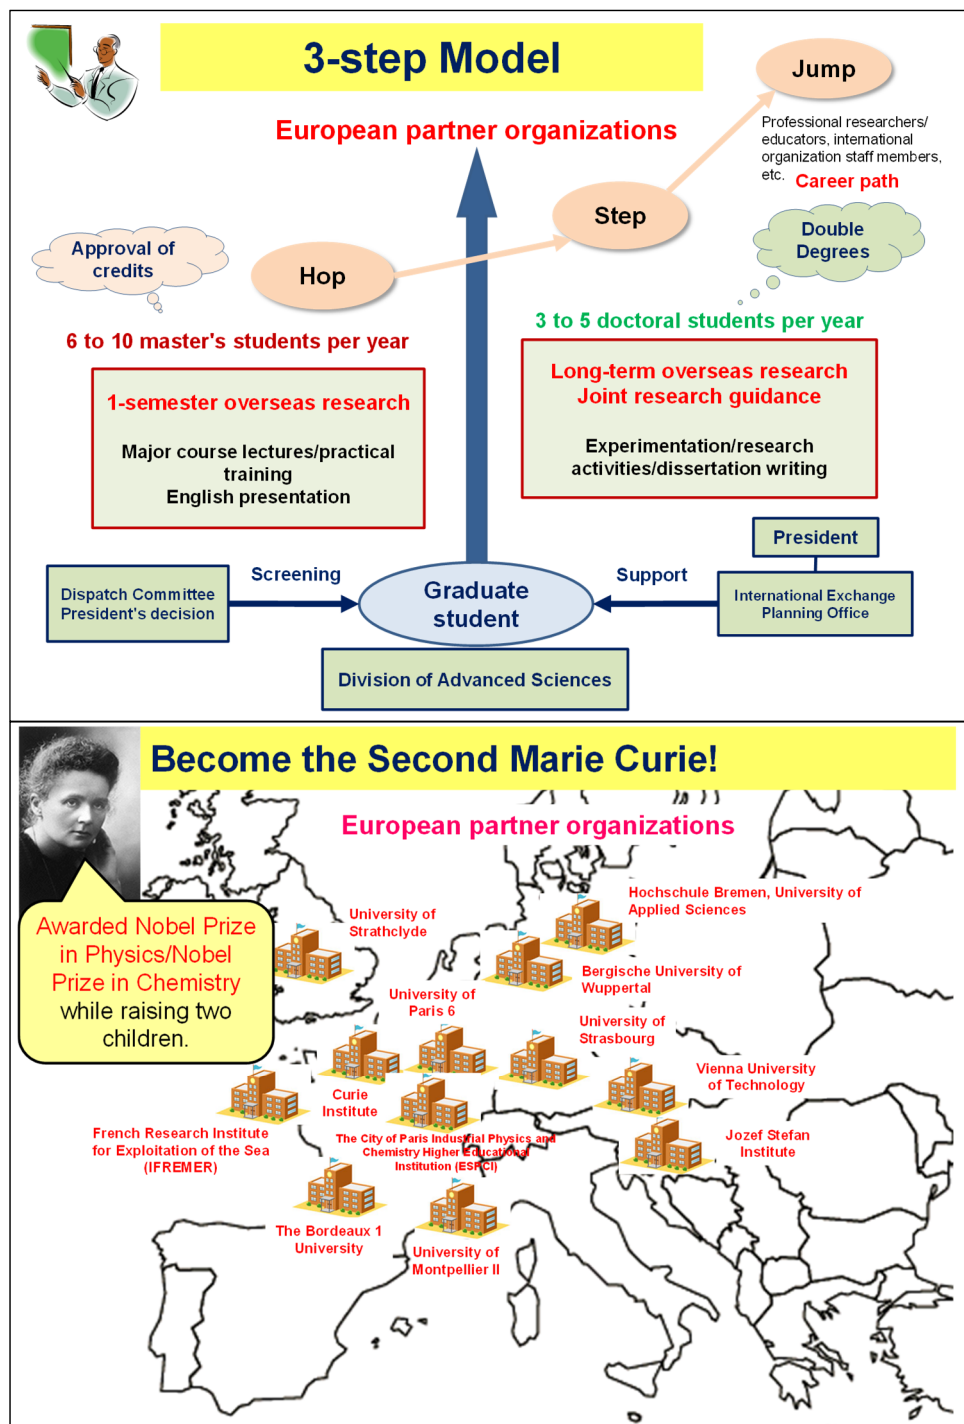 3-step Model
Jump
European partner organizations
Professional researchers/
educators, international
organization staff members,
etc.
Career path
Step
Approval of
credits
Hop
Double
Degrees
6 to 10 master's students per year
3 to 5 doctoral students per year
1-semester overseas research
Major course lectures/practical
training
English presentation
Long-term overseas research
Joint research guidance
Experimentation/research
activities/dissertation writing
President
Dispatch Committee
President's decision
Screening
Graduate
student
Support
International Exchange
Planning Office
Division of Advanced Sciences
Become the Second Marie Curie!
European partner organizations
Awarded Nobel Prize
in Physics/Nobel
Prize in Chemistry
while raising two
children.
University of
Strathclyde
Hochschule Bremen, University of
Applied Sciences
Bergische University of
Wuppertal
University of
Paris 6
University of
Strasbourg
Vienna University
of Technology
Curie
Institute
French Research Institute
for Exploitation of the Sea
(IFREMER)
The City of Paris Industrial Physics and
Chemistry Higher Educational
Institution (ESPCI)
Jozef Stefan
Institute
The Bordeaux 1
University
University of
Montpellier II